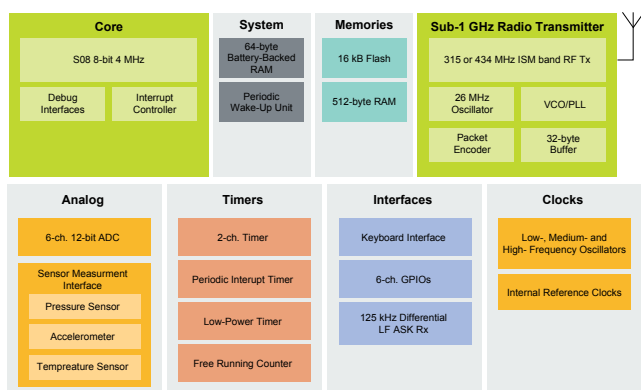 Core
S08 8-bit 4 MHz
Debug
Interfaces
Interrupt
Controller
System
64-byte
Battery-Backed
RAM
Periodic
Wake-Up Unit
Memories
16 kB Flash
512-byte RAM
Sub-1 GHz Radio Transmitter
315 or 434 MHz ISM band RF Tx
26 MHz
Oscillator
VCO/PLL
Packet
Encoder
32-byte
Buffer
Analog
6-ch. 12-bit ADC
Sensor Measurment
Interface
Pressure Sensor
Accelerometer
Tempreature Sensor
Timers
2-ch. Timer
Periodic Interupt Timer
Low-Power Timer
Free Running Counter
Interfaces
Keyboard Interface
6-ch. GPIOs
125 kHz Differential
LF ASK Rx
Clocks
Low-, Medium- and
High- Frequency Oscillators
Internal Reference Clocks